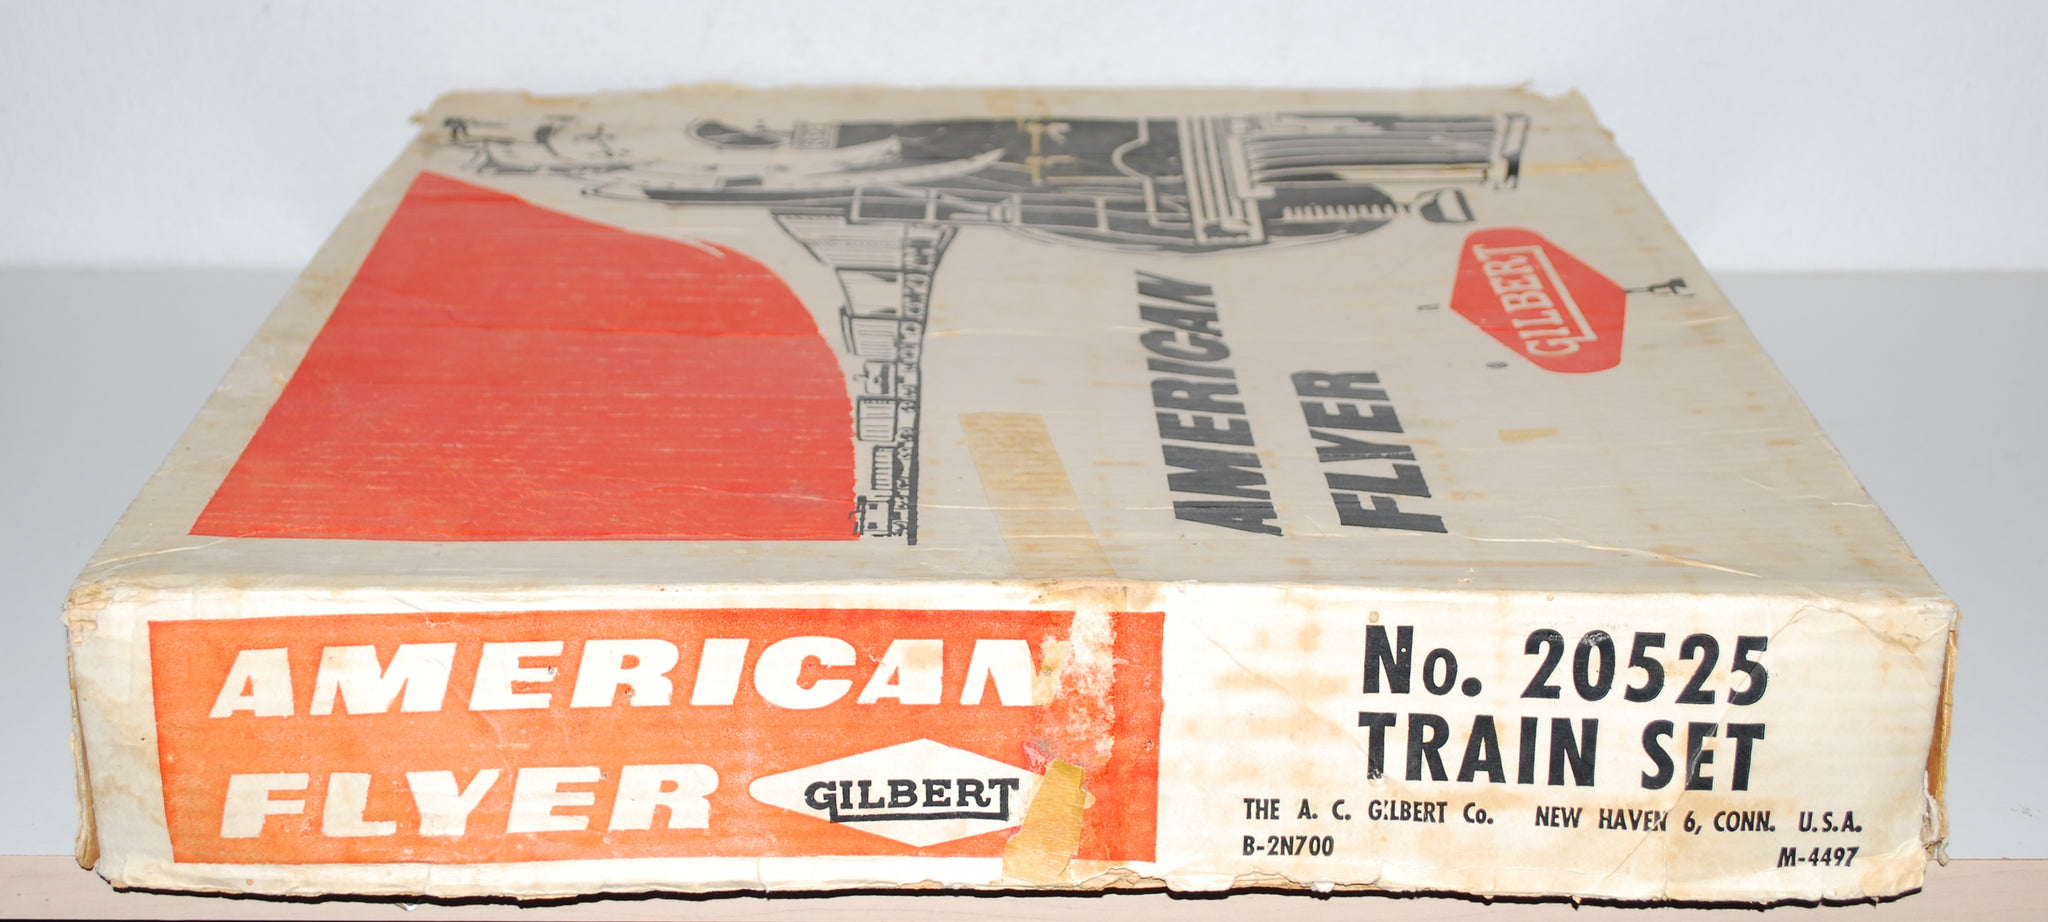 GILBERT
AMERICAN
FLYER
AMERICAN
FLYER
GILBERT
No. 20525
TRAIN SET
THE A. C. GILBERT Co. NEW HAVEN 6, CONN. U.S.A.
B-2N700
M-4497